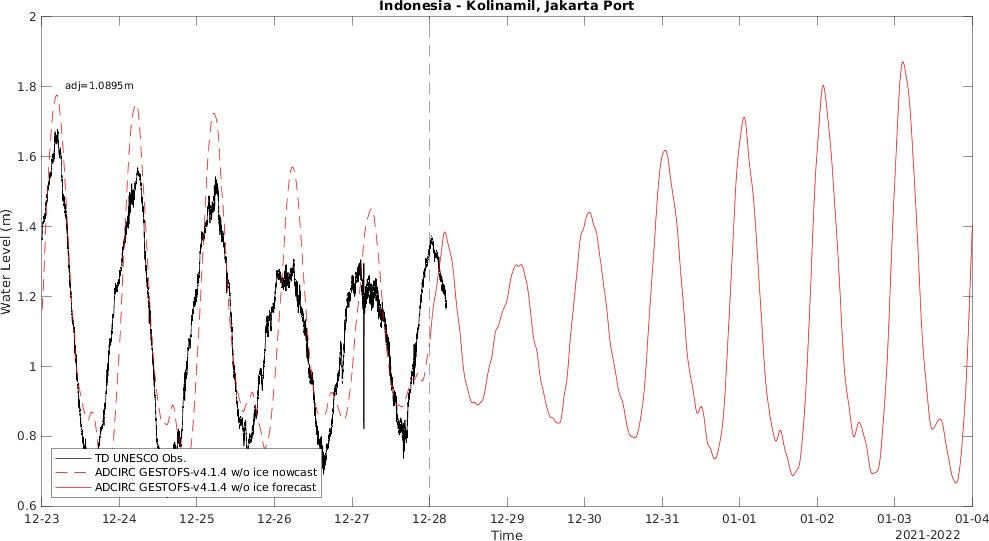 Indonesia - Kolinamil, Jakarta Port
2
1.8
1.6
1.4
1.2
1
0.8
0.6
Water Level (m)
adj=1.0895m
TD UNESCO Obs.
ADCIRC GESTOFS-v4.1.4 w/o ice nowcast
ADCIRC GESTOFS-v4.1.4 w/o ice forecast
12-23 12-24 12-25 12-26 12-27 12-28 12-29 12-30 12-31 01-01 01-02 01-03 01-04
Time
2021-2022